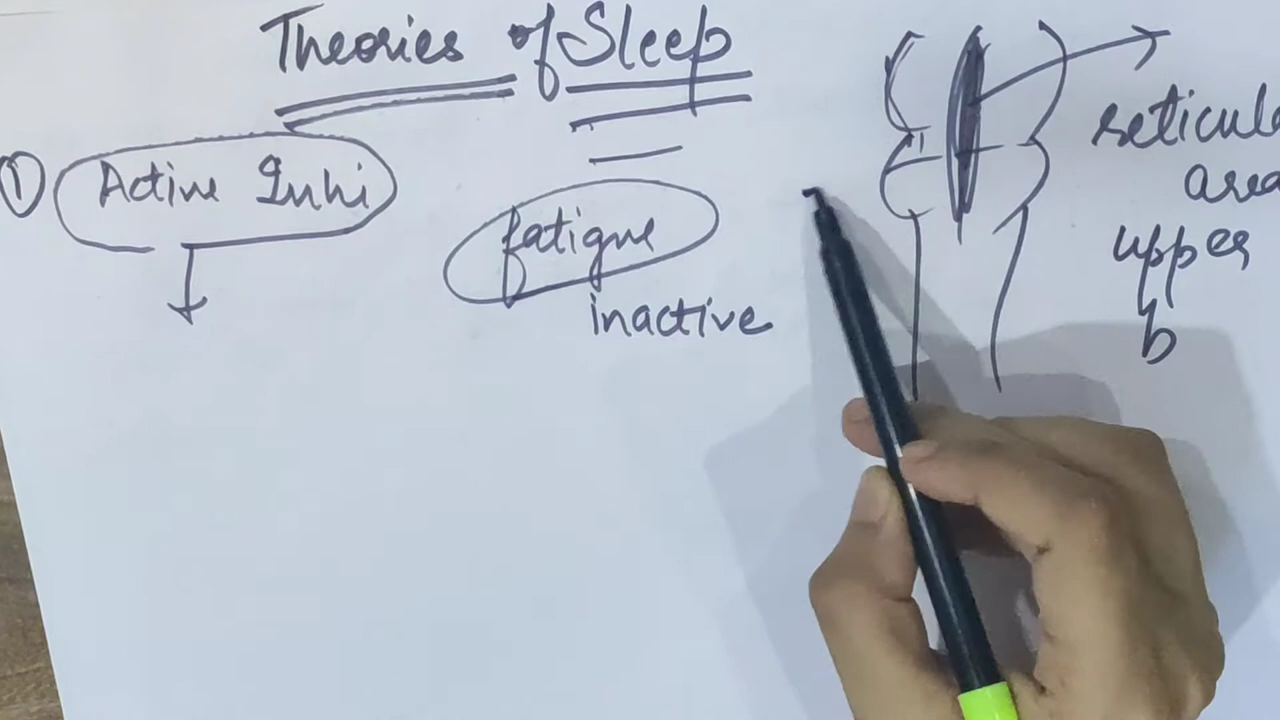 Theories of Sleep
① Active Inhi
fatigue
inactive
reticula
area
upper
b